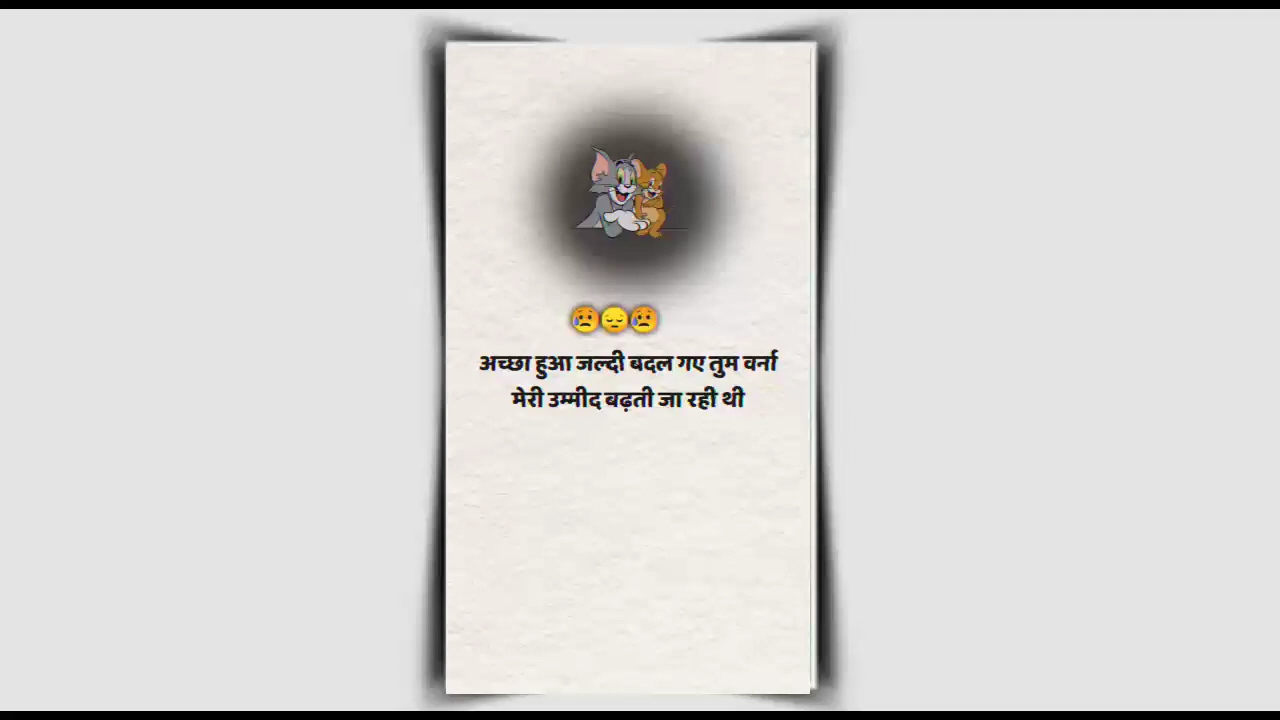 😥😔😥
अच्छा हुआ जल्दी बदल गए तुम वर्ना
मेरी उम्मीद बढ़ती जा रही थी